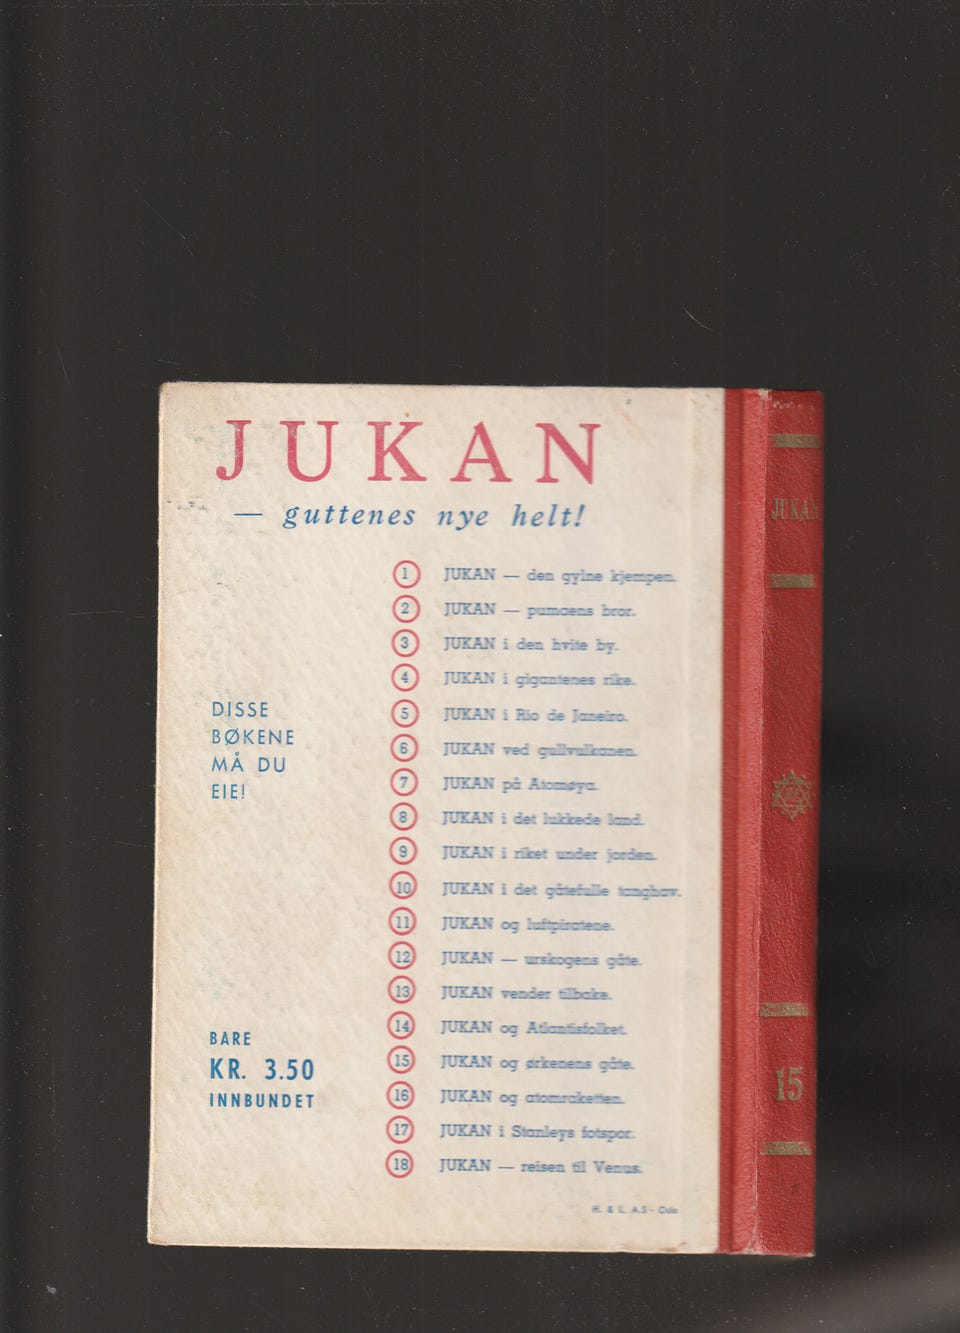 JUKAN
— guttenes nye helt!
1 JUKAN — den gylne kjempen.
2 JUKAN — pumaens bror.
3 JUKAN i den hvite by.
4 JUKAN i gigantenes rike.
5 JUKAN i Rio de Janeiro.
6 JUKAN ved gullvulkanen.
7 JUKAN på Atomøya.
8 JUKAN i det lukkede land.
9 JUKAN i riket under jorden.
10 JUKAN i det gåtefulle tanghav.
11 JUKAN og luftpiratene.
12 JUKAN — urskogens gåte.
13 JUKAN vender tilbake.
14 JUKAN og Atlantisfolket.
15 JUKAN og ørkenens gåte.
16 JUKAN og atomraketten.
17 JUKAN i Stanleys fotspor.
18 JUKAN — reisen til Venus.
DISSE
BØKENE
MÅ DU
EIE!
BARE
KR. 3.50
INNBUNDET
H. & L. A.S - Oslo
JUKAN
15